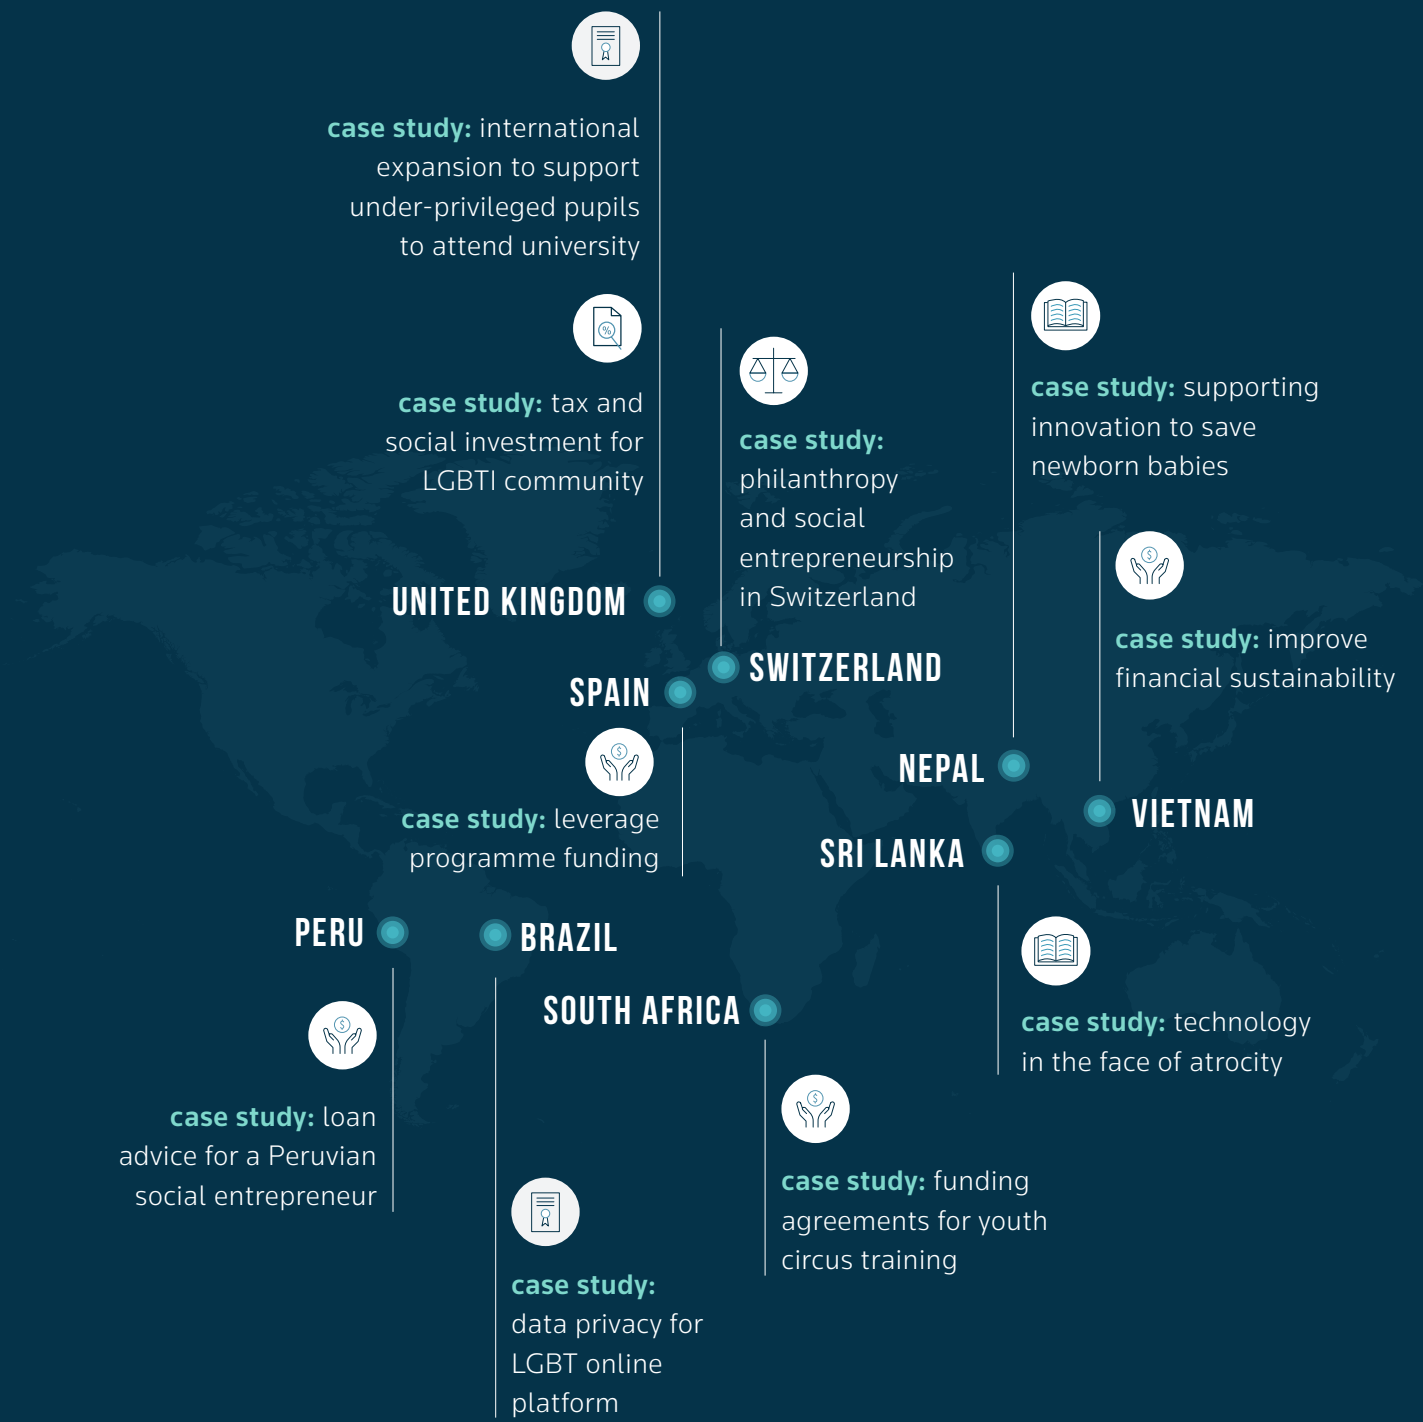 case study: international
expansion to support
under-privileged pupils
to attend university
case study: tax and
social investment for
LGBTI community
UNITED KINGDOM
case study:
philanthropy
and social
entrepreneurship
in Switzerland
SWITZERLAND
SPAIN
case study: leverage
programme funding
case study: supporting
innovation to save
newborn babies
NEPAL
case study: improve
financial sustainability
VIETNAM
SRI LANKA
case study: technology
in the face of atrocity
PERU
case study: loan
advice for a Peruvian
social entrepreneur
BRAZIL
case study:
data privacy for
LGBT online
platform
SOUTH AFRICA
case study: funding
agreements for youth
circus training